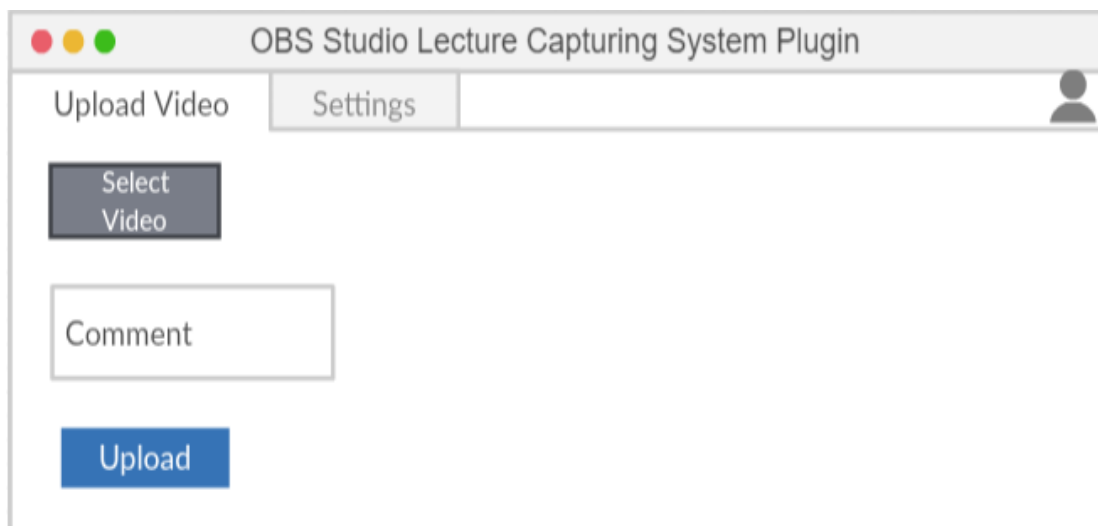 OBS Studio Lecture Capturing System Plugin
Upload Video
Settings
Select
Video
Comment
Upload